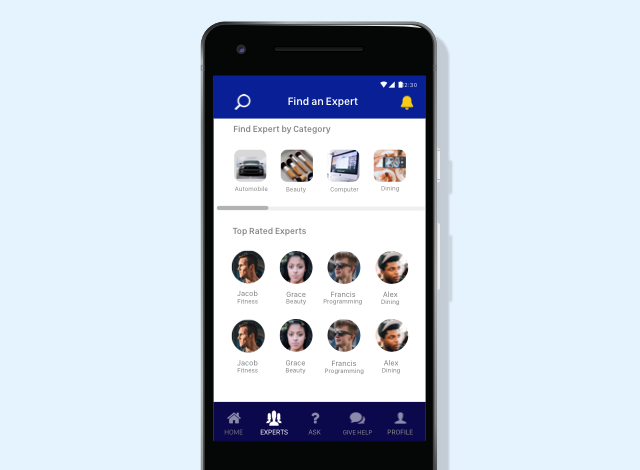 2:30
Find an Expert
Find Expert by Category
Automobile Beauty Computer Dining
Top Rated Experts
Jacob Grace Francis Alex
Fitness Beauty Programming Dining
Jacob Grace Francis Alex
Fitness Beauty Programming Dining
HOME EXPERTS ASK GIVE HELP PROFILE